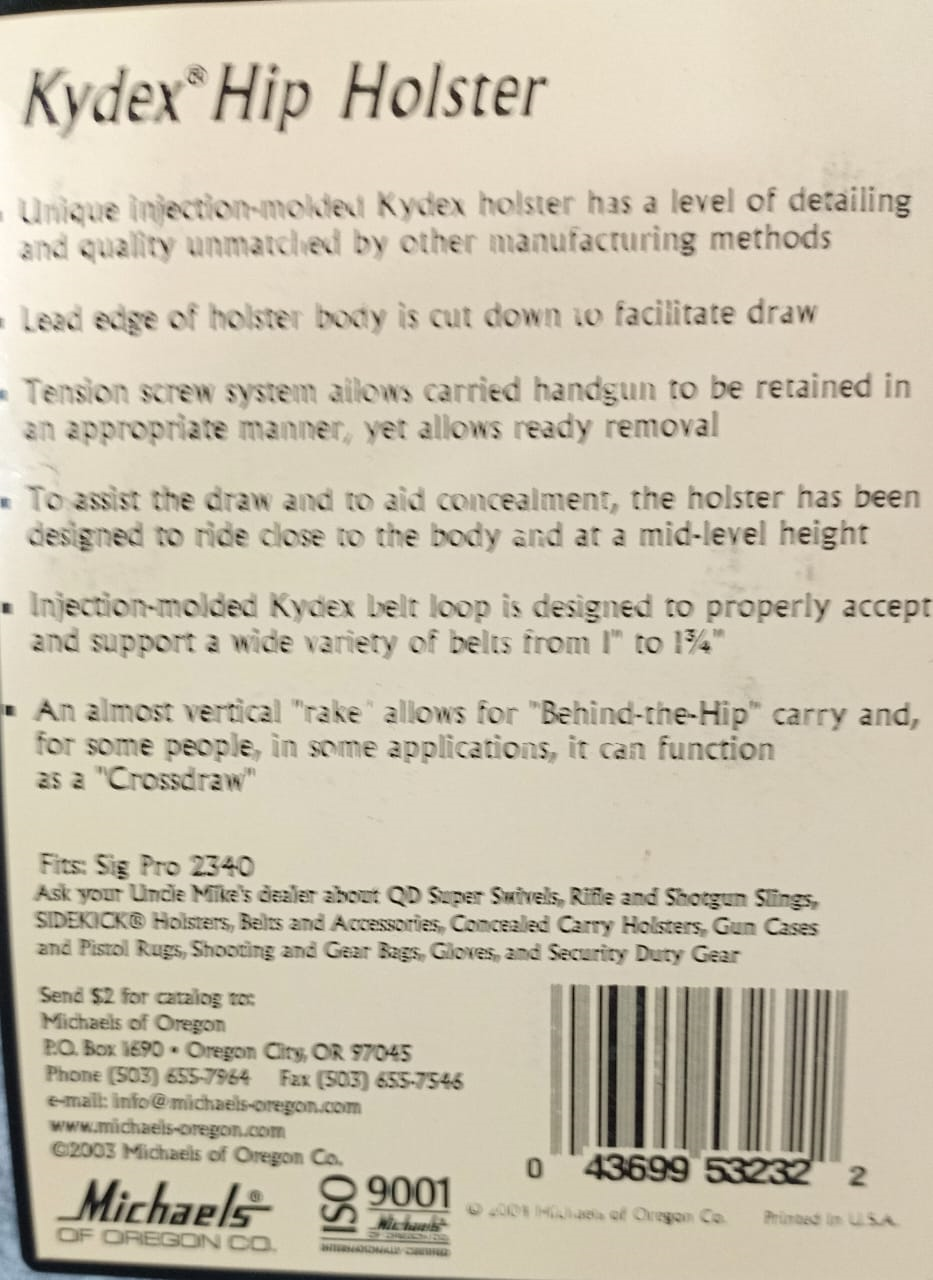 Kydex® Hip Holster
▪ Unique injection-molded Kydex holster has a level of detailing
and quality unmatched by other manufacturing methods
▪ Lead edge of holster body is cut down to facilitate draw
▪ Tension screw system allows carried handgun to be retained in
an appropriate manner, yet allows ready removal
▪ To assist the draw and to aid concealment, the holster has been
designed to ride close to the body and at a mid-level height
▪ Injection-molded Kydex belt loop is designed to properly accept
and support a wide variety of belts from 1" to 1¾"
▪ An almost vertical "rake" allows for "Behind-the-Hip" carry and,
for some people, in some applications, it can function
as a "Crossdraw"
Fits: Sig Pro 2340
Ask your Uncle Mike's dealer about QD Super Swivels, Rifle and Shotgun Slings,
SIDEKICK® Holsters, Belts and Accessories, Concealed Carry Holsters, Gun Cases
and Pistol Rugs, Shooting and Gear Bags, Gloves, and Security Duty Gear
Send $2 for catalog to:
Michaels of Oregon
P.O. Box 1690 • Oregon City, OR 97045
Phone (503) 655-7964 Fax (503) 655-7546
e-mail: info@michaels-oregon.com
www.michaels-oregon.com
©2003 Michaels of Oregon Co.
0 43699 53232 2
Michaels®
OF OREGON CO.
ISO 9001
Michaels
OF OREGON CO.
INTERNATIONALLY CERTIFIED
© Michaels of Oregon Co. Printed in U.S.A.